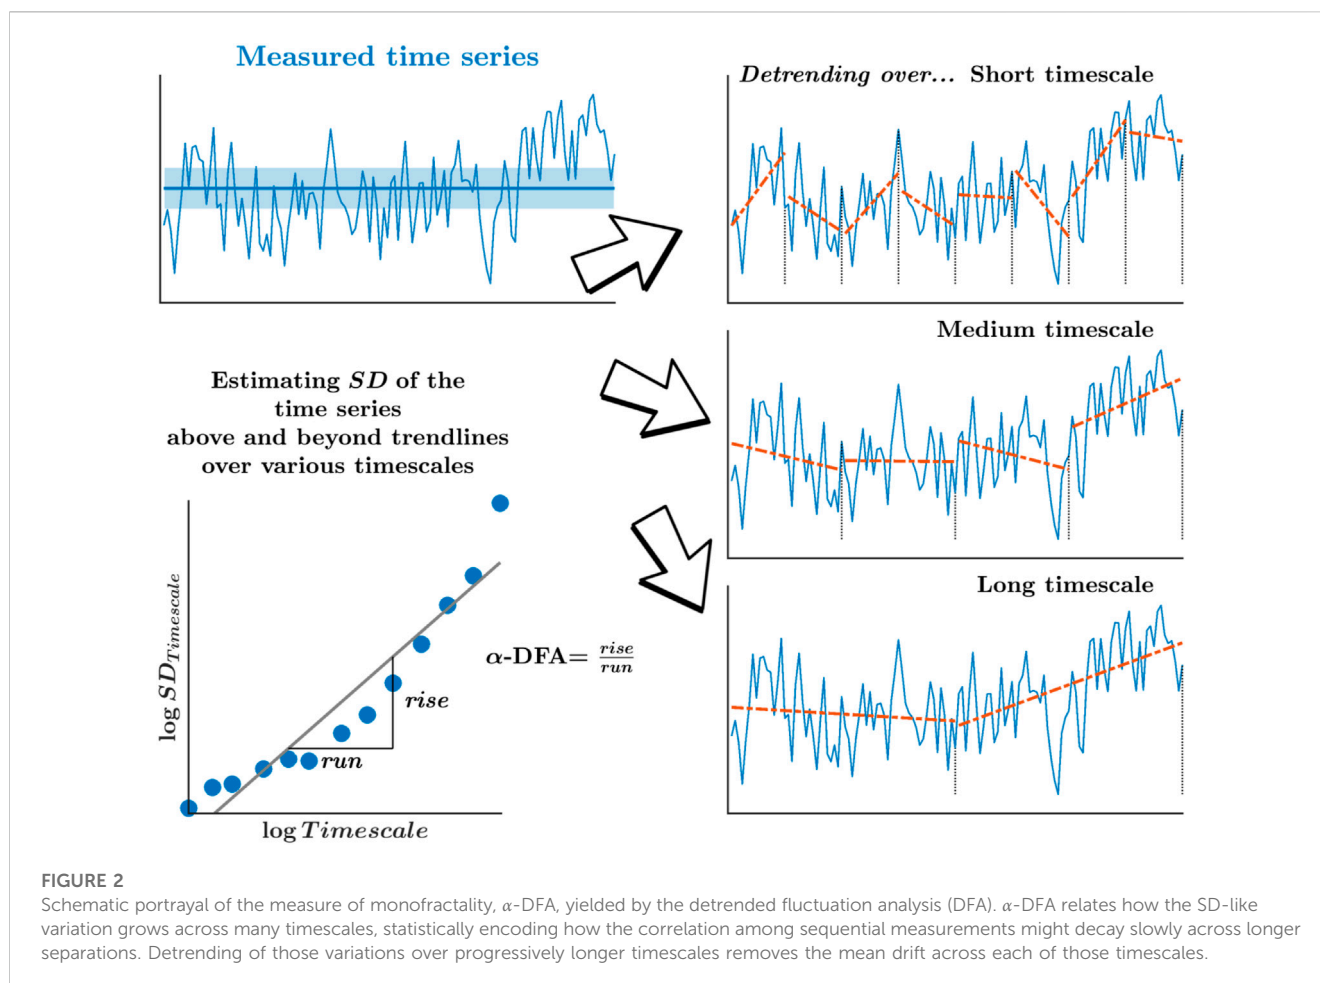 Measured time series
Detrending over... Short timescale
Medium timescale
Long timescale
Estimating SD of the
time series
above and beyond trendlines
over various timescales
log SD_Timescale
rise
run
α-DFA= rise/run
log Timescale
FIGURE 2
Schematic portrayal of the measure of monofractality, α-DFA, yielded by the detrended fluctuation analysis (DFA). α-DFA relates how the SD-like
variation grows across many timescales, statistically encoding how the correlation among sequential measurements might decay slowly across longer
separations. Detrending of those variations over progressively longer timescales removes the mean drift across each of those timescales.